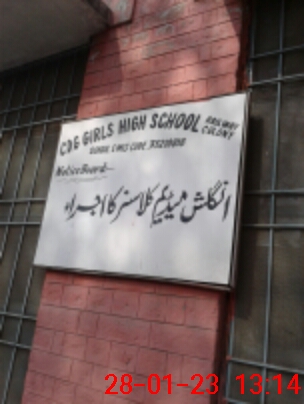 CDG GIRLS HIGH SCHOOL RAILWAY COLONY
Notice Board
انگلش میڈیم کلاسز کا اجراء
28-01-23 13:14